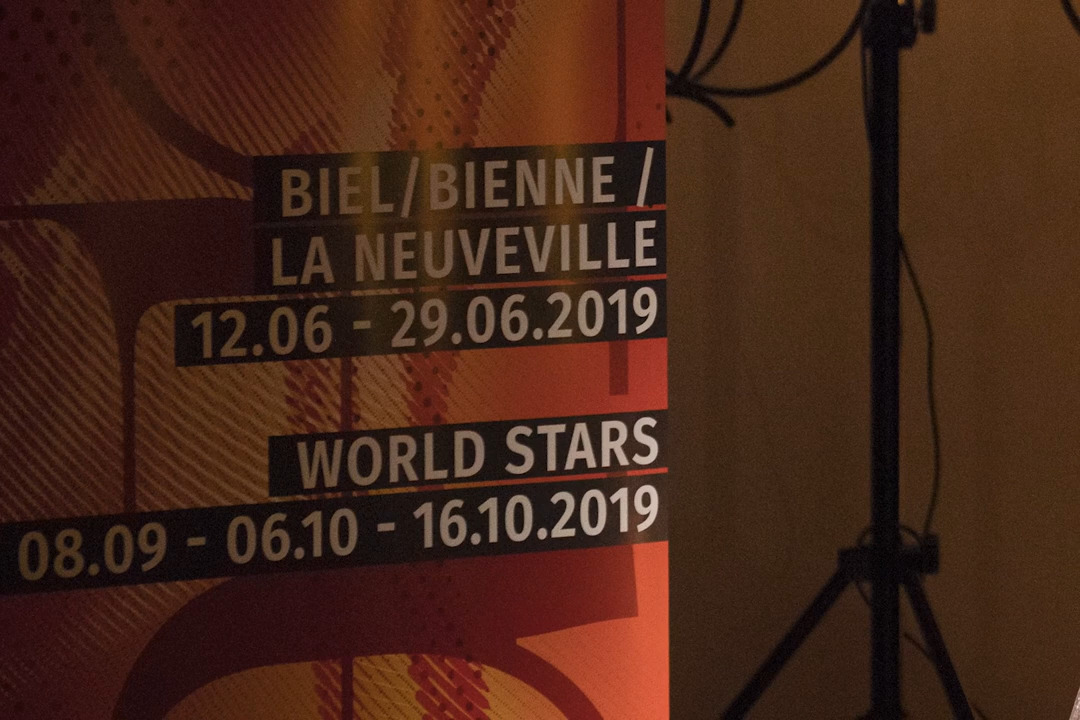 BIEL/BIENNE /
LA NEUVEVILLE
12.06 - 29.06.2019
WORLD STARS
08.09 - 06.10 - 16.10.2019